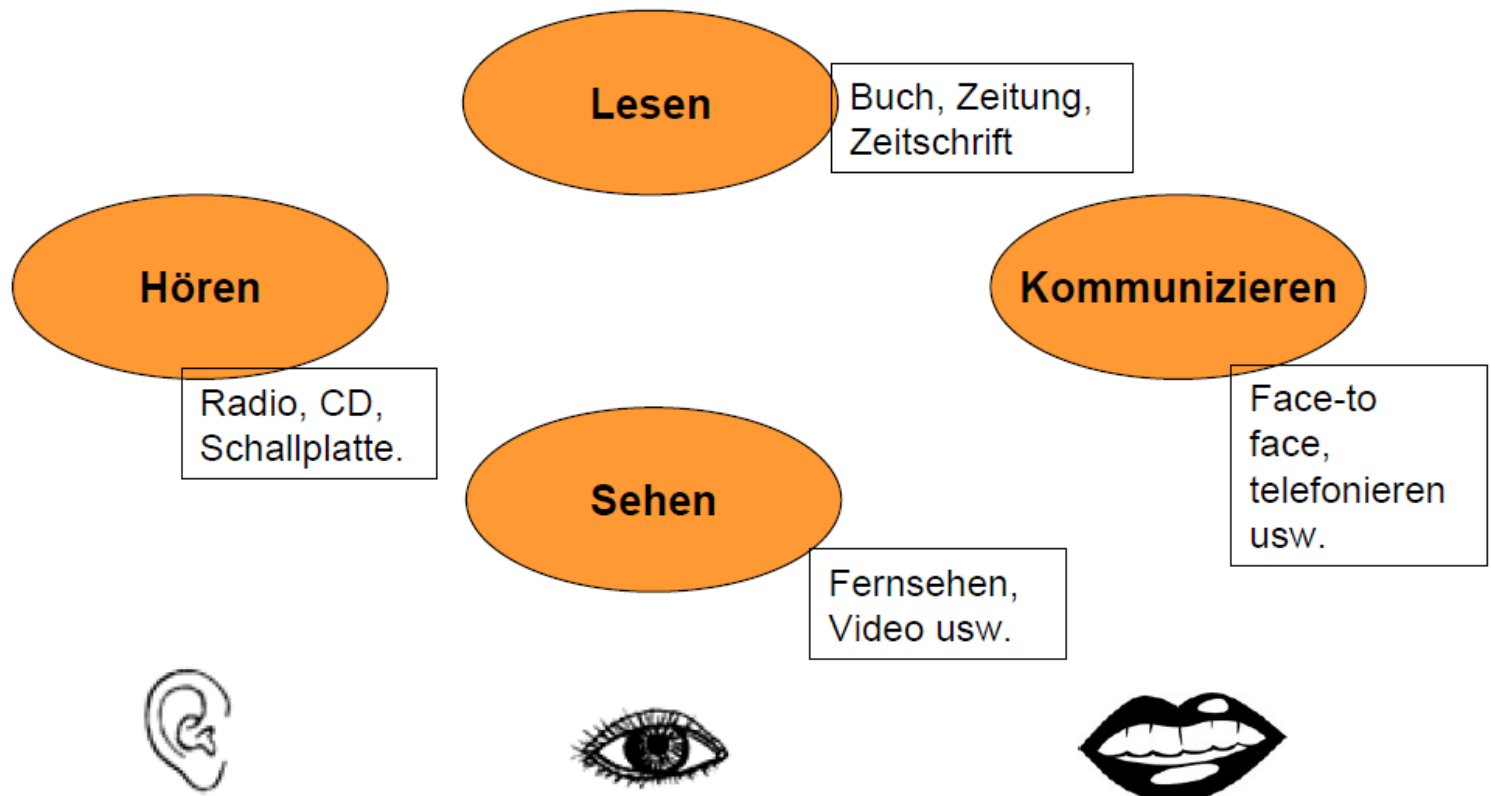 Lesen
Buch, Zeitung,
Zeitschrift
Hören
Radio, CD,
Schallplatte.
Kommunizieren
Face-to
face,
telefonieren
usw.
Sehen
Fernsehen,
Video usw.